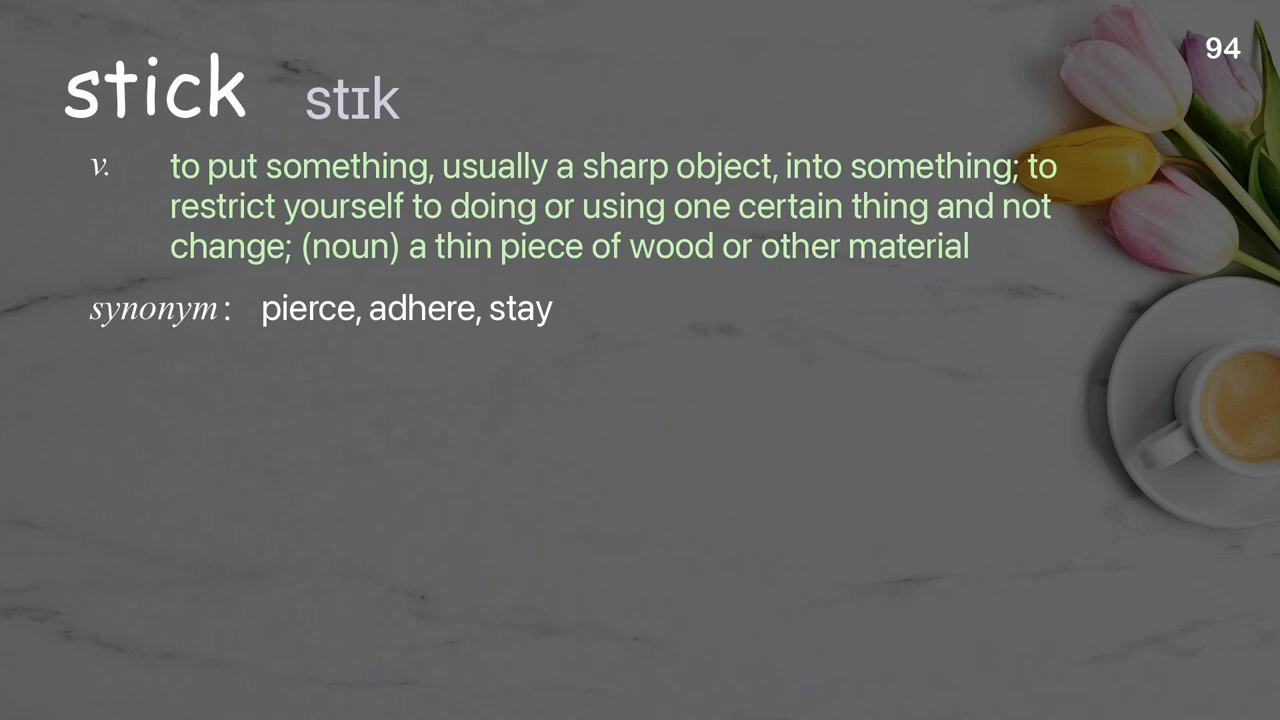 94
stick stɪk
v. to put something, usually a sharp object, into something; to
restrict yourself to doing or using one certain thing and not
change; (noun) a thin piece of wood or other material
synonym: pierce, adhere, stay